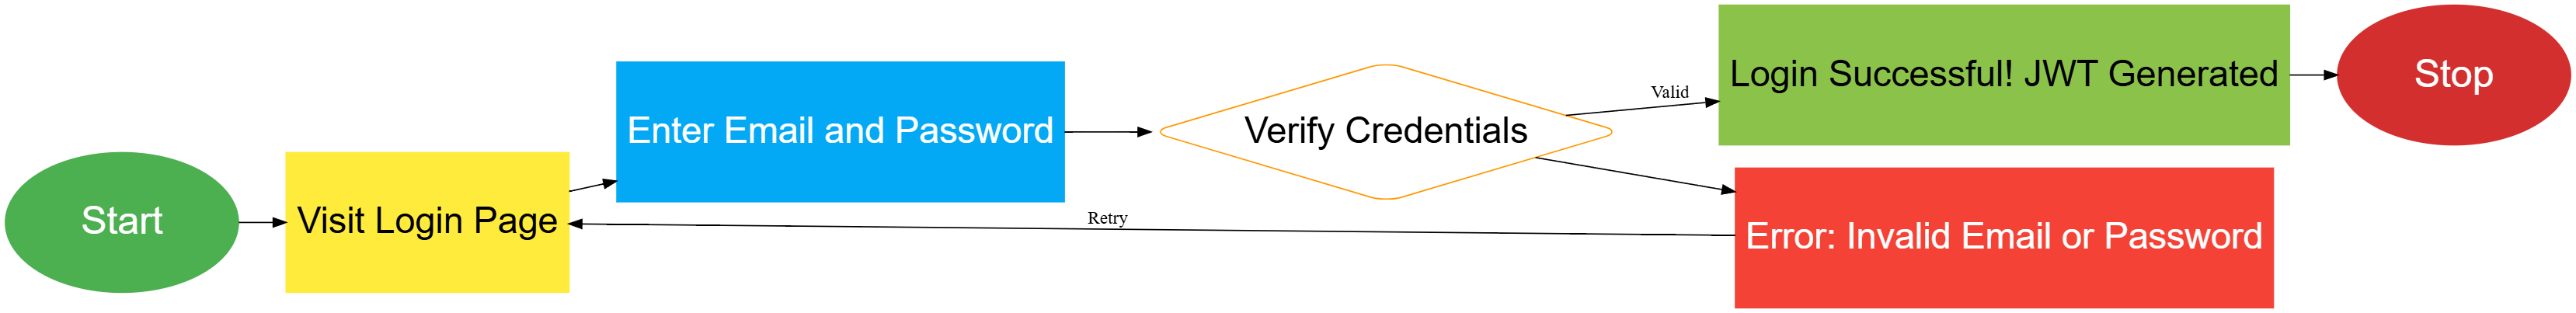 Start
Visit Login Page
Enter Email and Password
Verify Credentials
Valid
Login Successful! JWT Generated
Stop
Retry
Error: Invalid Email or Password